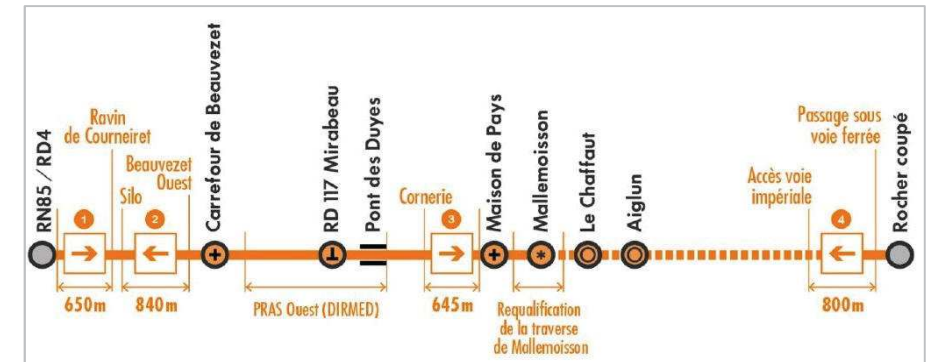 RN85 / RD4
Ravin
de Courneiret
Silo
Beauvezet
Ouest
Carrefour de Beauvezet
RD 117 Mirabeau
Pont des Duyes
Cornerie
Maison de Pays
Mallemoisson
Le Chaffaut
Aiglun
Accès voie
impériale
Passage sous
voie ferrée
Rocher coupé
1
2
3
4
650m
840m
PRAS Ouest (DIRMED)
645m
Requalification
de la traverse
de Mallemoisson
800m